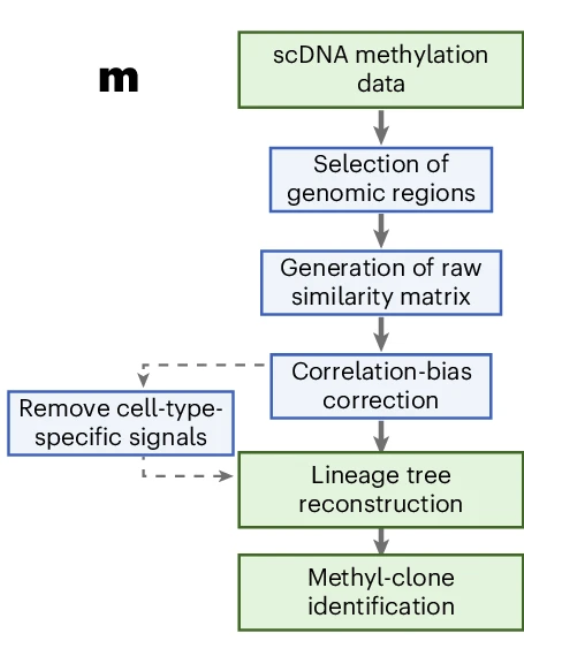 m
scDNA methylation
data
Selection of
genomic regions
Generation of raw
similarity matrix
Correlation-bias
correction
Remove cell-type-
specific signals
Lineage tree
reconstruction
Methyl-clone
identification